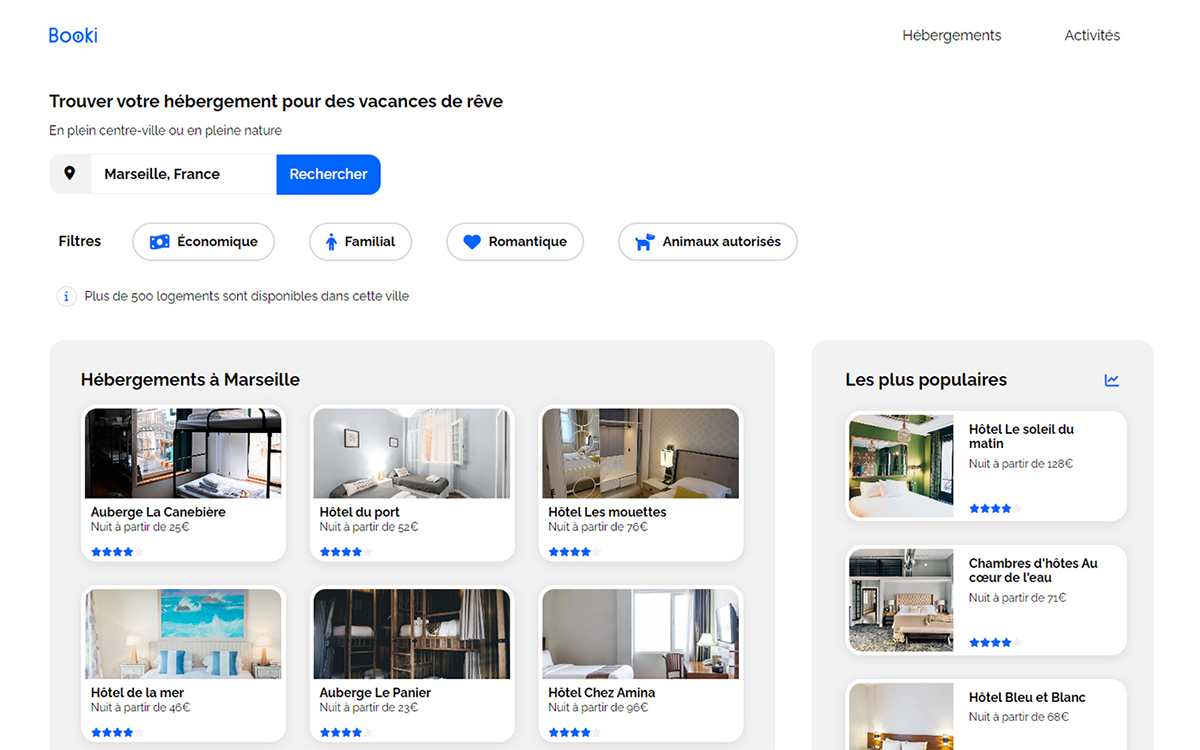 Booki
Hébergements
Activités
Trouver votre hébergement pour des vacances de rêve
En plein centre-ville ou en pleine nature
Marseille, France
Rechercher
Filtres
Économique
Familial
Romantique
Animaux autorisés
i
Plus de 500 logements sont disponibles dans cette ville
Hébergements à Marseille
Auberge La Canebière
Nuit à partir de 25€
Hôtel du port
Nuit à partir de 52€
Hôtel Les mouettes
Nuit à partir de 76€
Hôtel de la mer
Nuit à partir de 46€
Auberge Le Panier
Nuit à partir de 23€
Hôtel Chez Amina
Nuit à partir de 96€
Les plus populaires
Hôtel Le soleil du
matin
Nuit à partir de 128€
Chambres d'hôtes Au
cœur de l'eau
Nuit à partir de 71€
Hôtel Bleu et Blanc
Nuit à partir de 68€